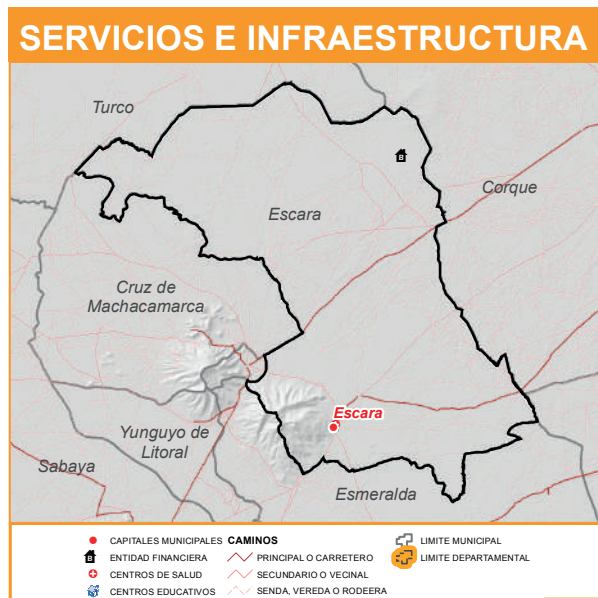 SERVICIOS E INFRAESTRUCTURA
Turco
B
Corque
Escara
Cruz de
Machacamarca
Escara
Yunguyo de
Litoral
Sabaya
Esmeralda
CAPITALES MUNICIPALES
B ENTIDAD FINANCIERA
CENTROS DE SALUD
CENTROS EDUCATIVOS
CAMINOS
PRINCIPAL O CARRETERO
SECUNDARIO O VECINAL
SENDA, VEREDA O RODEERA
LIMITE MUNICIPAL
LIMITE DEPARTAMENTAL